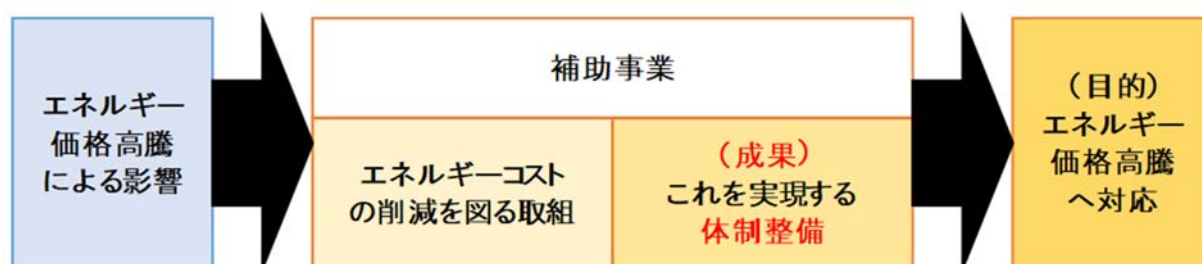 エネルギー
価格高騰
による影響
補助事業
エネルギーコスト
の削減を図る取組
(成果)
これを実現する
体制整備
(目的)
エネルギー
価格高騰
へ対応